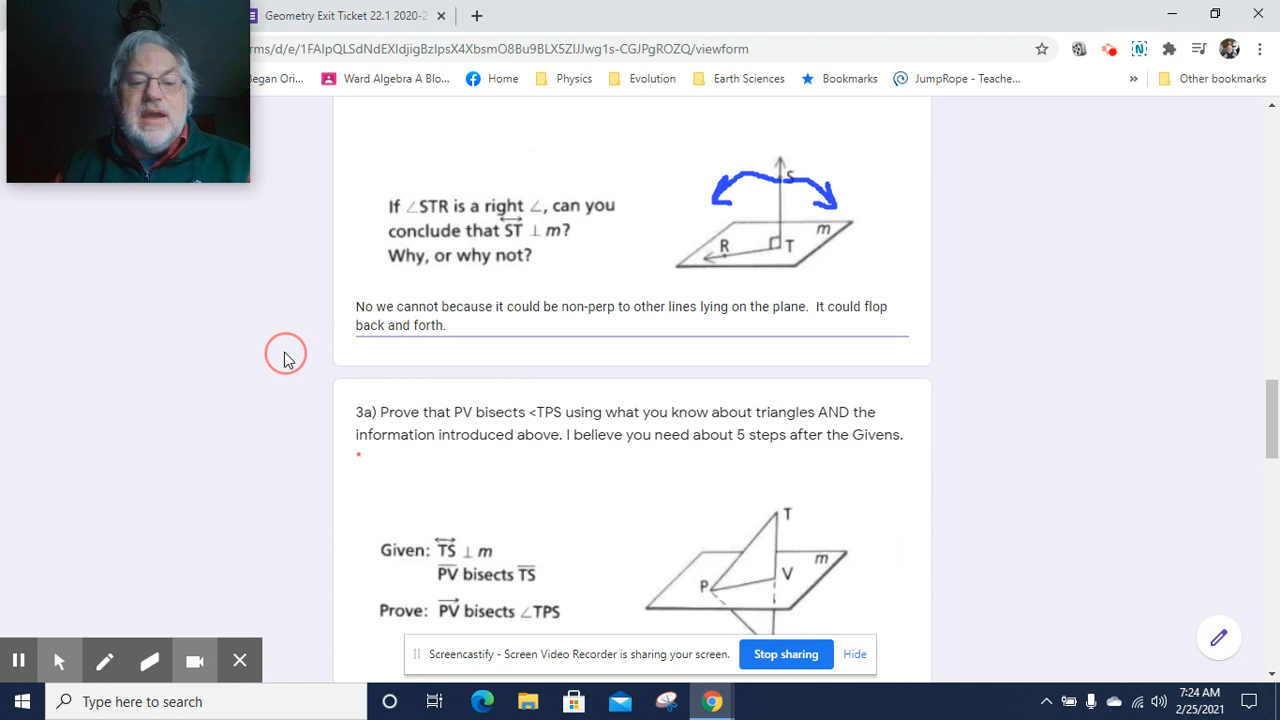 Geometry Exit Ticket 22.1 2020-2
rms/d/e/1FAIpQLSdNdEXIdjigBzIpsX4XbsmO8Bu9BLX5ZIJJwg1s-CGJPgROZQ/viewform
began Ori...
Ward Algebra A Blo...
Home
Physics
Evolution
Earth Sciences
Bookmarks
JumpRope - Teache...
»
Other bookmarks
If ∠STR is a right ∠, can you
conclude that ST ⊥ m?
Why, or why not?
S
m
R
T
No we cannot because it could be non-perp to other lines lying on the plane. It could flop
back and forth.
3a) Prove that PV bisects <TPS using what you know about triangles AND the
information introduced above. I believe you need about 5 steps after the Givens.
*
Given: TS ⊥ m
PV bisects TS
Prove: PV bisects ∠TPS
T
m
V
P
Screencastify - Screen Video Recorder is sharing your screen.
Stop sharing
Hide
Type here to search
7:24 AM
2/25/2021